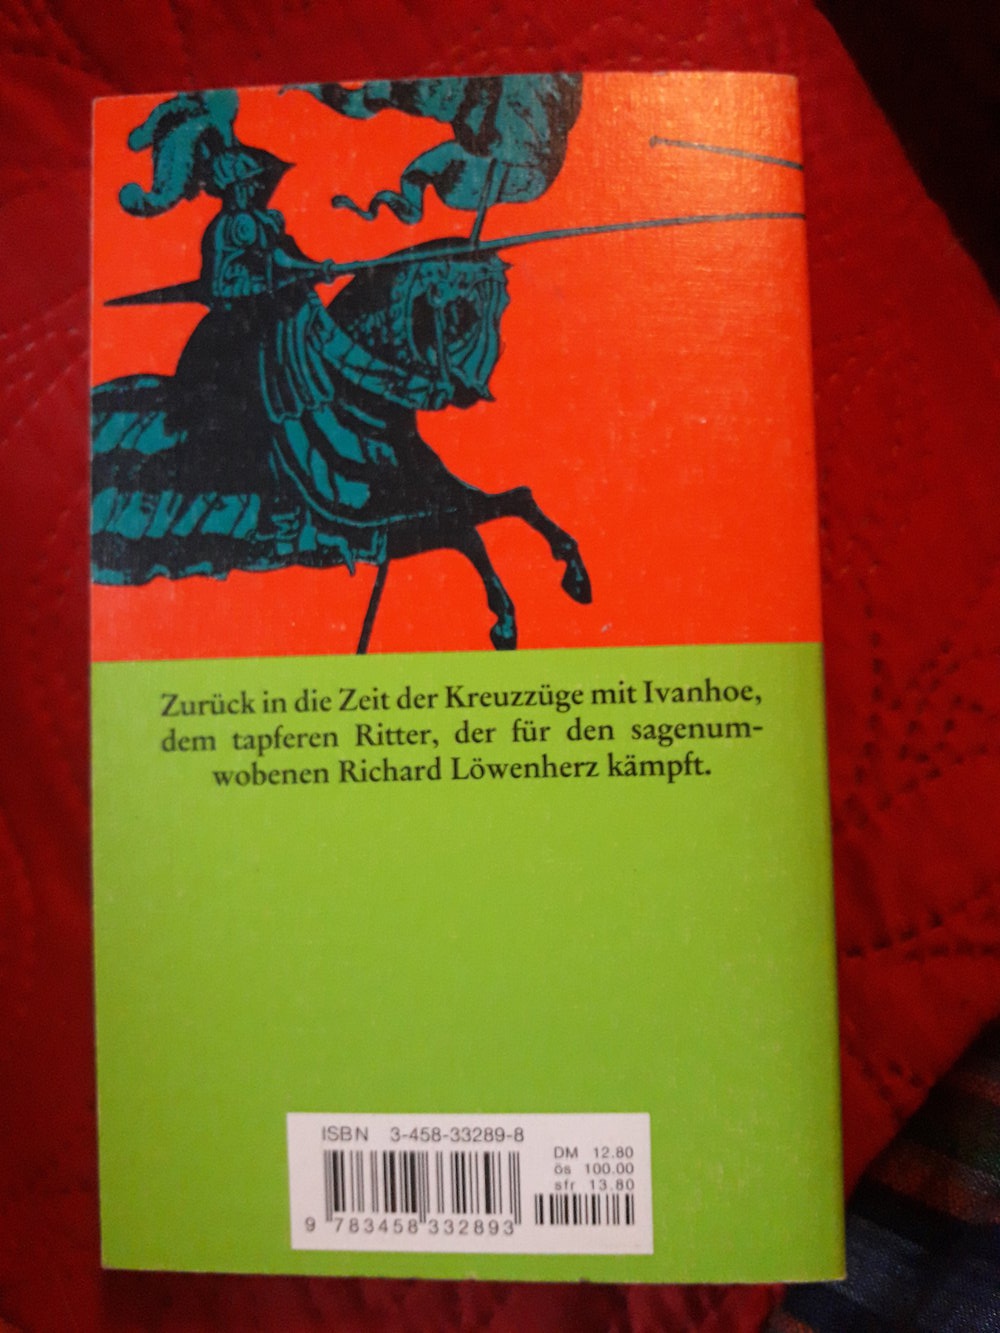 Zurück in die Zeit der Kreuzzüge mit Ivanhoe,
dem tapferen Ritter, der für den sagenum-
wobenen Richard Löwenherz kämpft.
ISBN 3-458-33289-8
DM 12.80
ös 100.00
sfr 13.80
9 783458 332893